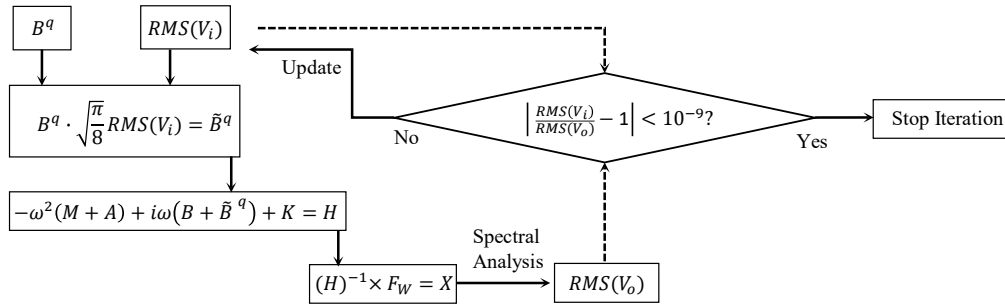 B^q
RMS(V_i)
Update
B^q · √(π/8) RMS(V_i) = B̃^q
|RMS(V_i)/RMS(V_o) − 1| < 10^−9?
No
Yes
Stop Iteration
−ω^2(M + A) + iω(B + B̃^q) + K = H
Spectral
Analysis
(H)^−1 × F_W = X
RMS(V_o)